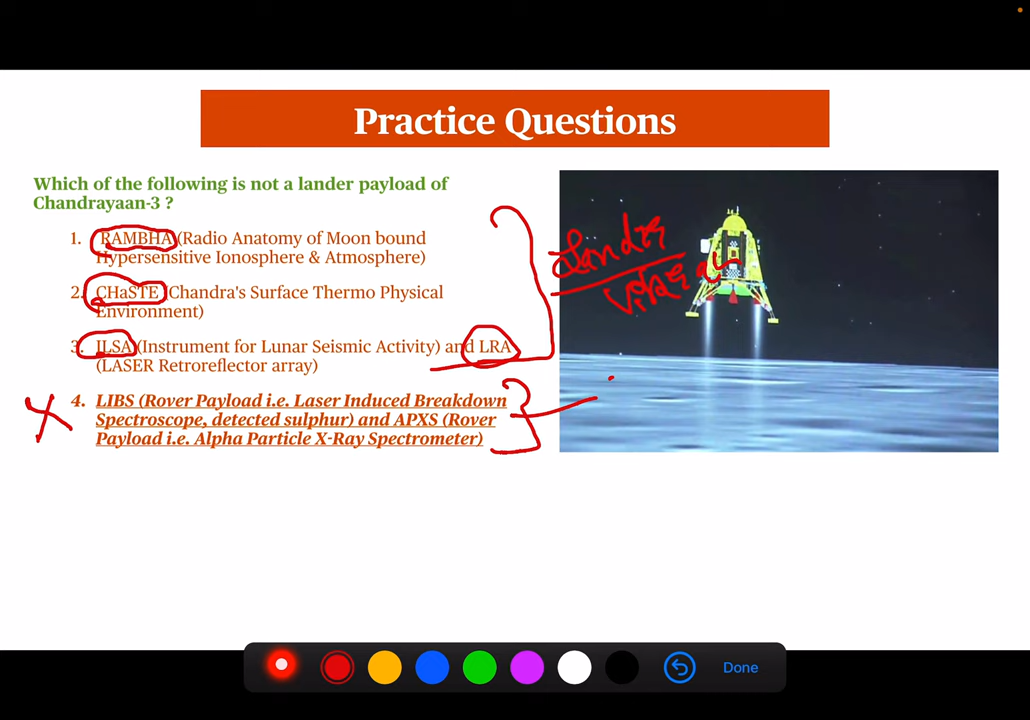 Practice Questions
Which of the following is not a lander payload of
Chandrayaan-3 ?
1. RAMBHA (Radio Anatomy of Moon bound
Hypersensitive Ionosphere & Atmosphere)
2. CHaSTE (Chandra's Surface Thermo Physical
Environment)
3. ILSA (Instrument for Lunar Seismic Activity) and LRA
(LASER Retroreflector array)
4. LIBS (Rover Payload i.e. Laser Induced Breakdown
Spectroscope, detected sulphur) and APXS (Rover
Payload i.e. Alpha Particle X-Ray Spectrometer)
Lander
Done